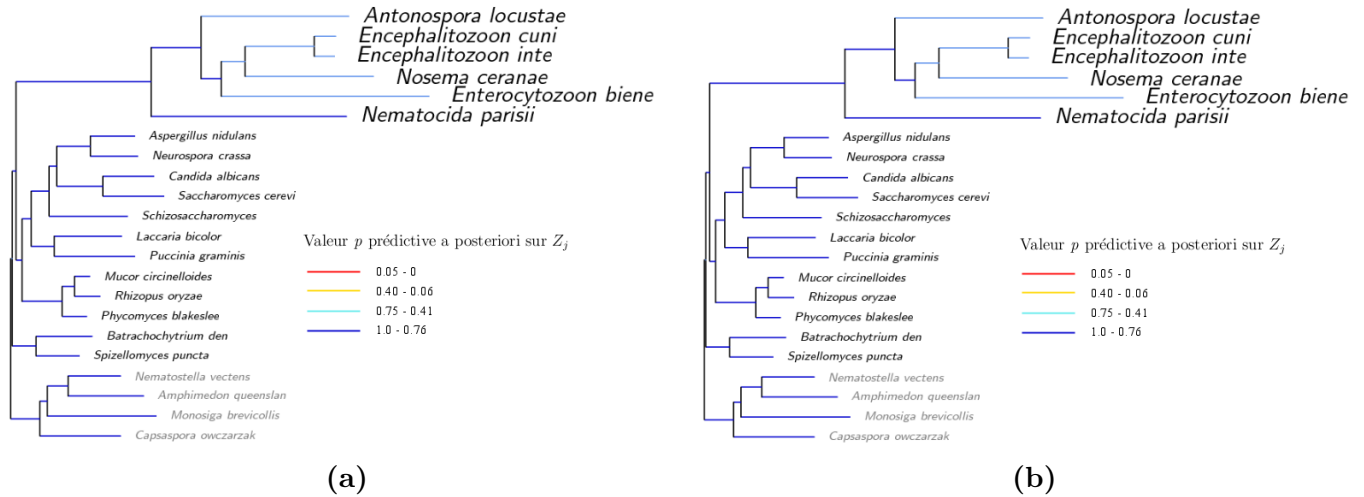 Antonospora locustae
Encephalitozoon cuni
Encephalitozoon inte
Nosema ceranae
Enterocytozoon biene
Nematocida parisii
Aspergillus nidulans
Neurospora crassa
Candida albicans
Saccharomyces cerevi
Schizosaccharomyces
Laccaria bicolor
Puccinia graminis
Mucor circinelloides
Rhizopus oryzae
Phycomyces blakeslee
Batrachochytrium den
Spizellomyces puncta
Nematostella vectens
Amphimedon queenslan
Monosiga brevicollis
Capsaspora owczarzak
Valeur p prédictive a posteriori sur Z_j
0.05 - 0
0.40 - 0.06
0.75 - 0.41
1.0 - 0.76
(a)
Antonospora locustae
Encephalitozoon cuni
Encephalitozoon inte
Nosema ceranae
Enterocytozoon biene
Nematocida parisii
Aspergillus nidulans
Neurospora crassa
Candida albicans
Saccharomyces cerevi
Schizosaccharomyces
Laccaria bicolor
Puccinia graminis
Mucor circinelloides
Rhizopus oryzae
Phycomyces blakeslee
Batrachochytrium den
Spizellomyces puncta
Nematostella vectens
Amphimedon queenslan
Monosiga brevicollis
Capsaspora owczarzak
Valeur p prédictive a posteriori sur Z_j
0.05 - 0
0.40 - 0.06
0.75 - 0.41
1.0 - 0.76
(b)